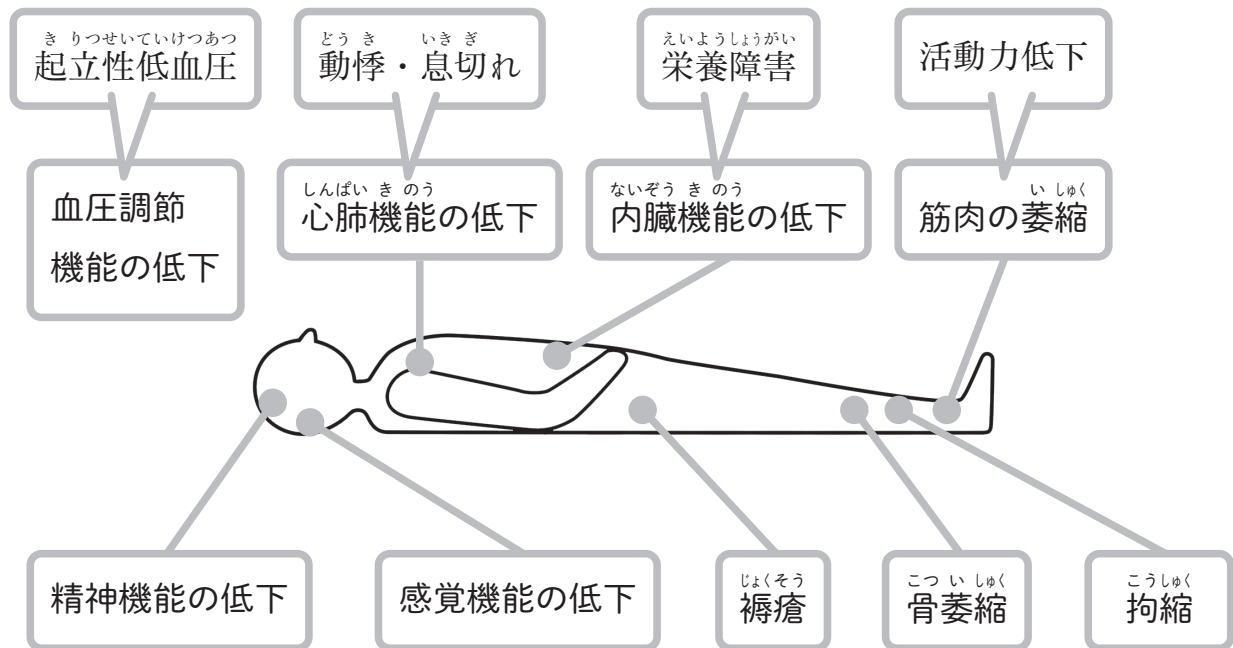 き りつせいていけつあつ
起立性低血圧
どう き いき ぎ
動悸・息切れ
えいようしょうがい
栄養障害
活動力低下
血圧調節
機能の低下
しんぱい き のう
心肺機能の低下
ないぞう き のう
内臓機能の低下
い しゅく
筋肉の萎縮
精神機能の低下
感覚機能の低下
じょくそう
褥瘡
こつ い しゅく
骨萎縮
こうしゅく
拘縮